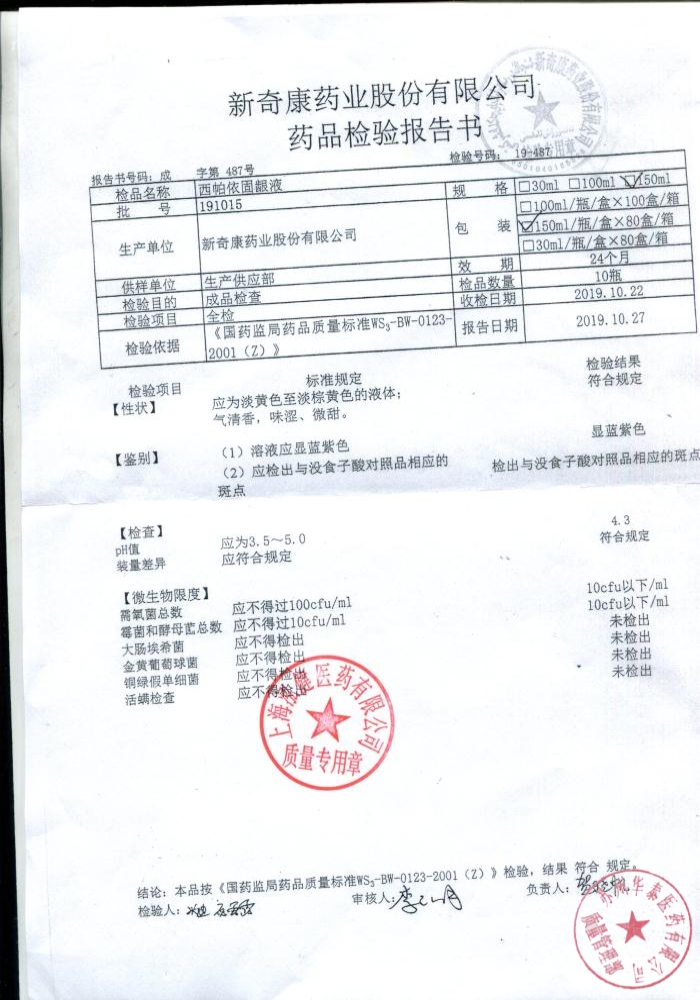 新奇康药业股份有限公司
药品检验报告书
报告书号码：成 字第 487号 检验号码： 19-487
检品名称 西帕依固龈液 规 格 □30ml □100ml ☑150ml
批 号 191015 包 装 □100ml/瓶/盒×100盒/箱
生产单位 新奇康药业股份有限公司 ☑150ml/瓶/盒×80盒/箱
□30ml/瓶/盒×80盒/箱
效 期 24个月
供样单位 生产供应部 检品数量 10瓶
检验目的 成品检查 收检日期 2019.10.22
检验项目 全检 报告日期 2019.10.27
检验依据 《国药监局药品质量标准WS₃-BW-0123-
2001（Z）》
检验项目 标准规定 检验结果
【性状】 应为淡黄色至淡棕黄色的液体； 符合规定
气清香，味涩、微甜。
【鉴别】 （1）溶液应显蓝紫色 显蓝紫色
（2）应检出与没食子酸对照品相应的 检出与没食子酸对照品相应的斑点
斑点
【检查】
pH值 应为3.5～5.0 4.3
装量差异 应符合规定 符合规定
【微生物限度】
需氧菌总数 应不得过100cfu/ml 10cfu以下/ml
霉菌和酵母菌总数 应不得过10cfu/ml 10cfu以下/ml
大肠埃希菌 应不得检出 未检出
金黄葡萄球菌 应不得检出 未检出
铜绿假单细菌 应不得检出 未检出
活螨检查 应不得检出 未检出
质量专用章
结论：本品按《国药监局药品质量标准WS₃-BW-0123-2001（Z）》检验，结果 符合 规定。
检验人： 审核人： 负责人：
华泰医药有限公司